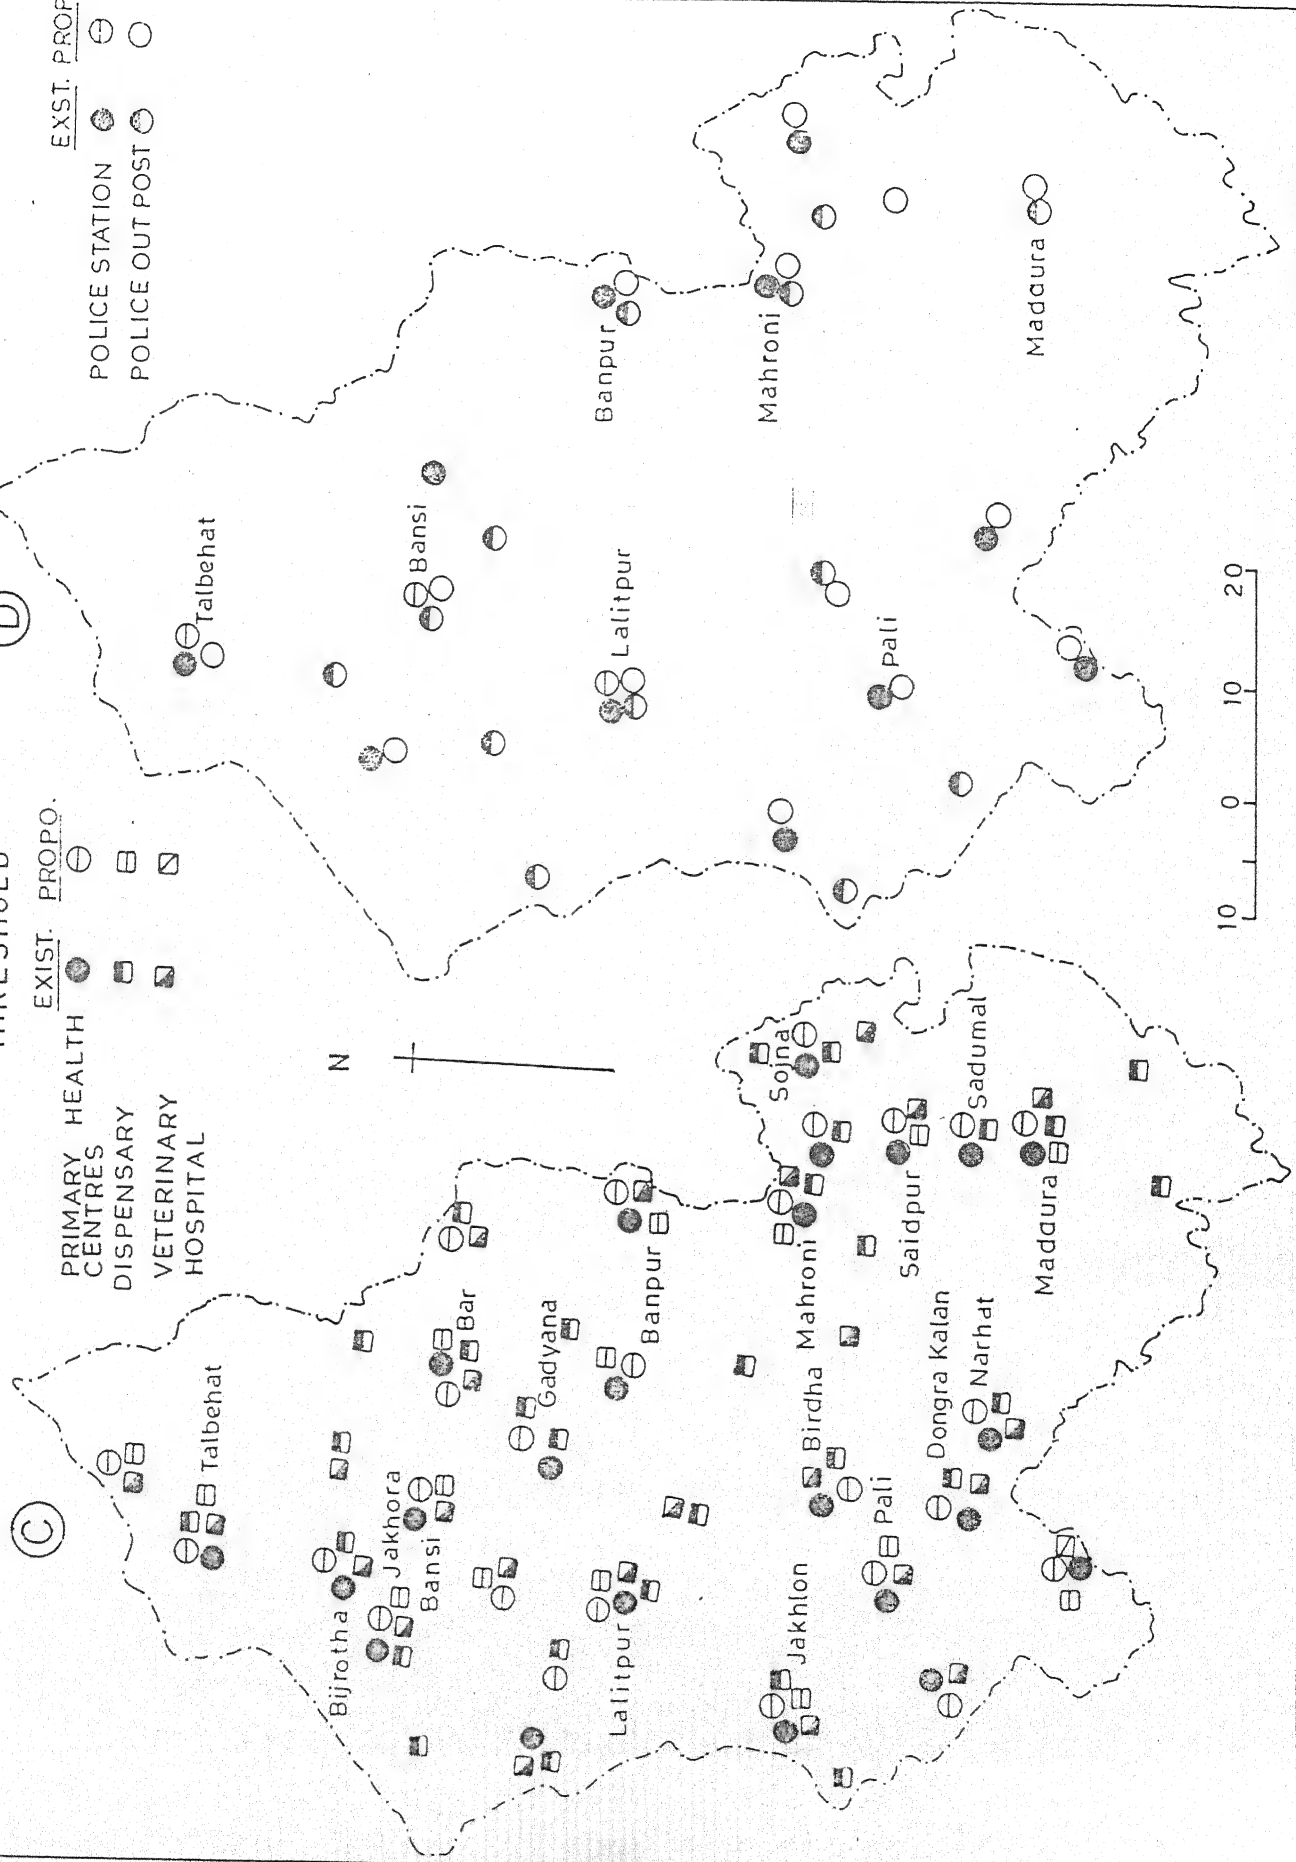 C
EXIST. PROPO.
PRIMARY HEALTH
CENTRES
DISPENSARY
VETERINARY
HOSPITAL
N
Talbehat
Bijrotha
Jakhora
Bansi
Bar
Gadyana
Banpur
Lalitpur
Jakhlon
Birdha
Mahroni
Sojna
Saidpur
Sadumal
Madaura
Pali
Dongra Kalan
Narhat
D
EXST. PROP
POLICE STATION
POLICE OUT POST
Talbehat
Bansi
Lalitpur
Banpur
Mahroni
Madaura
Pali
10 0 10 20